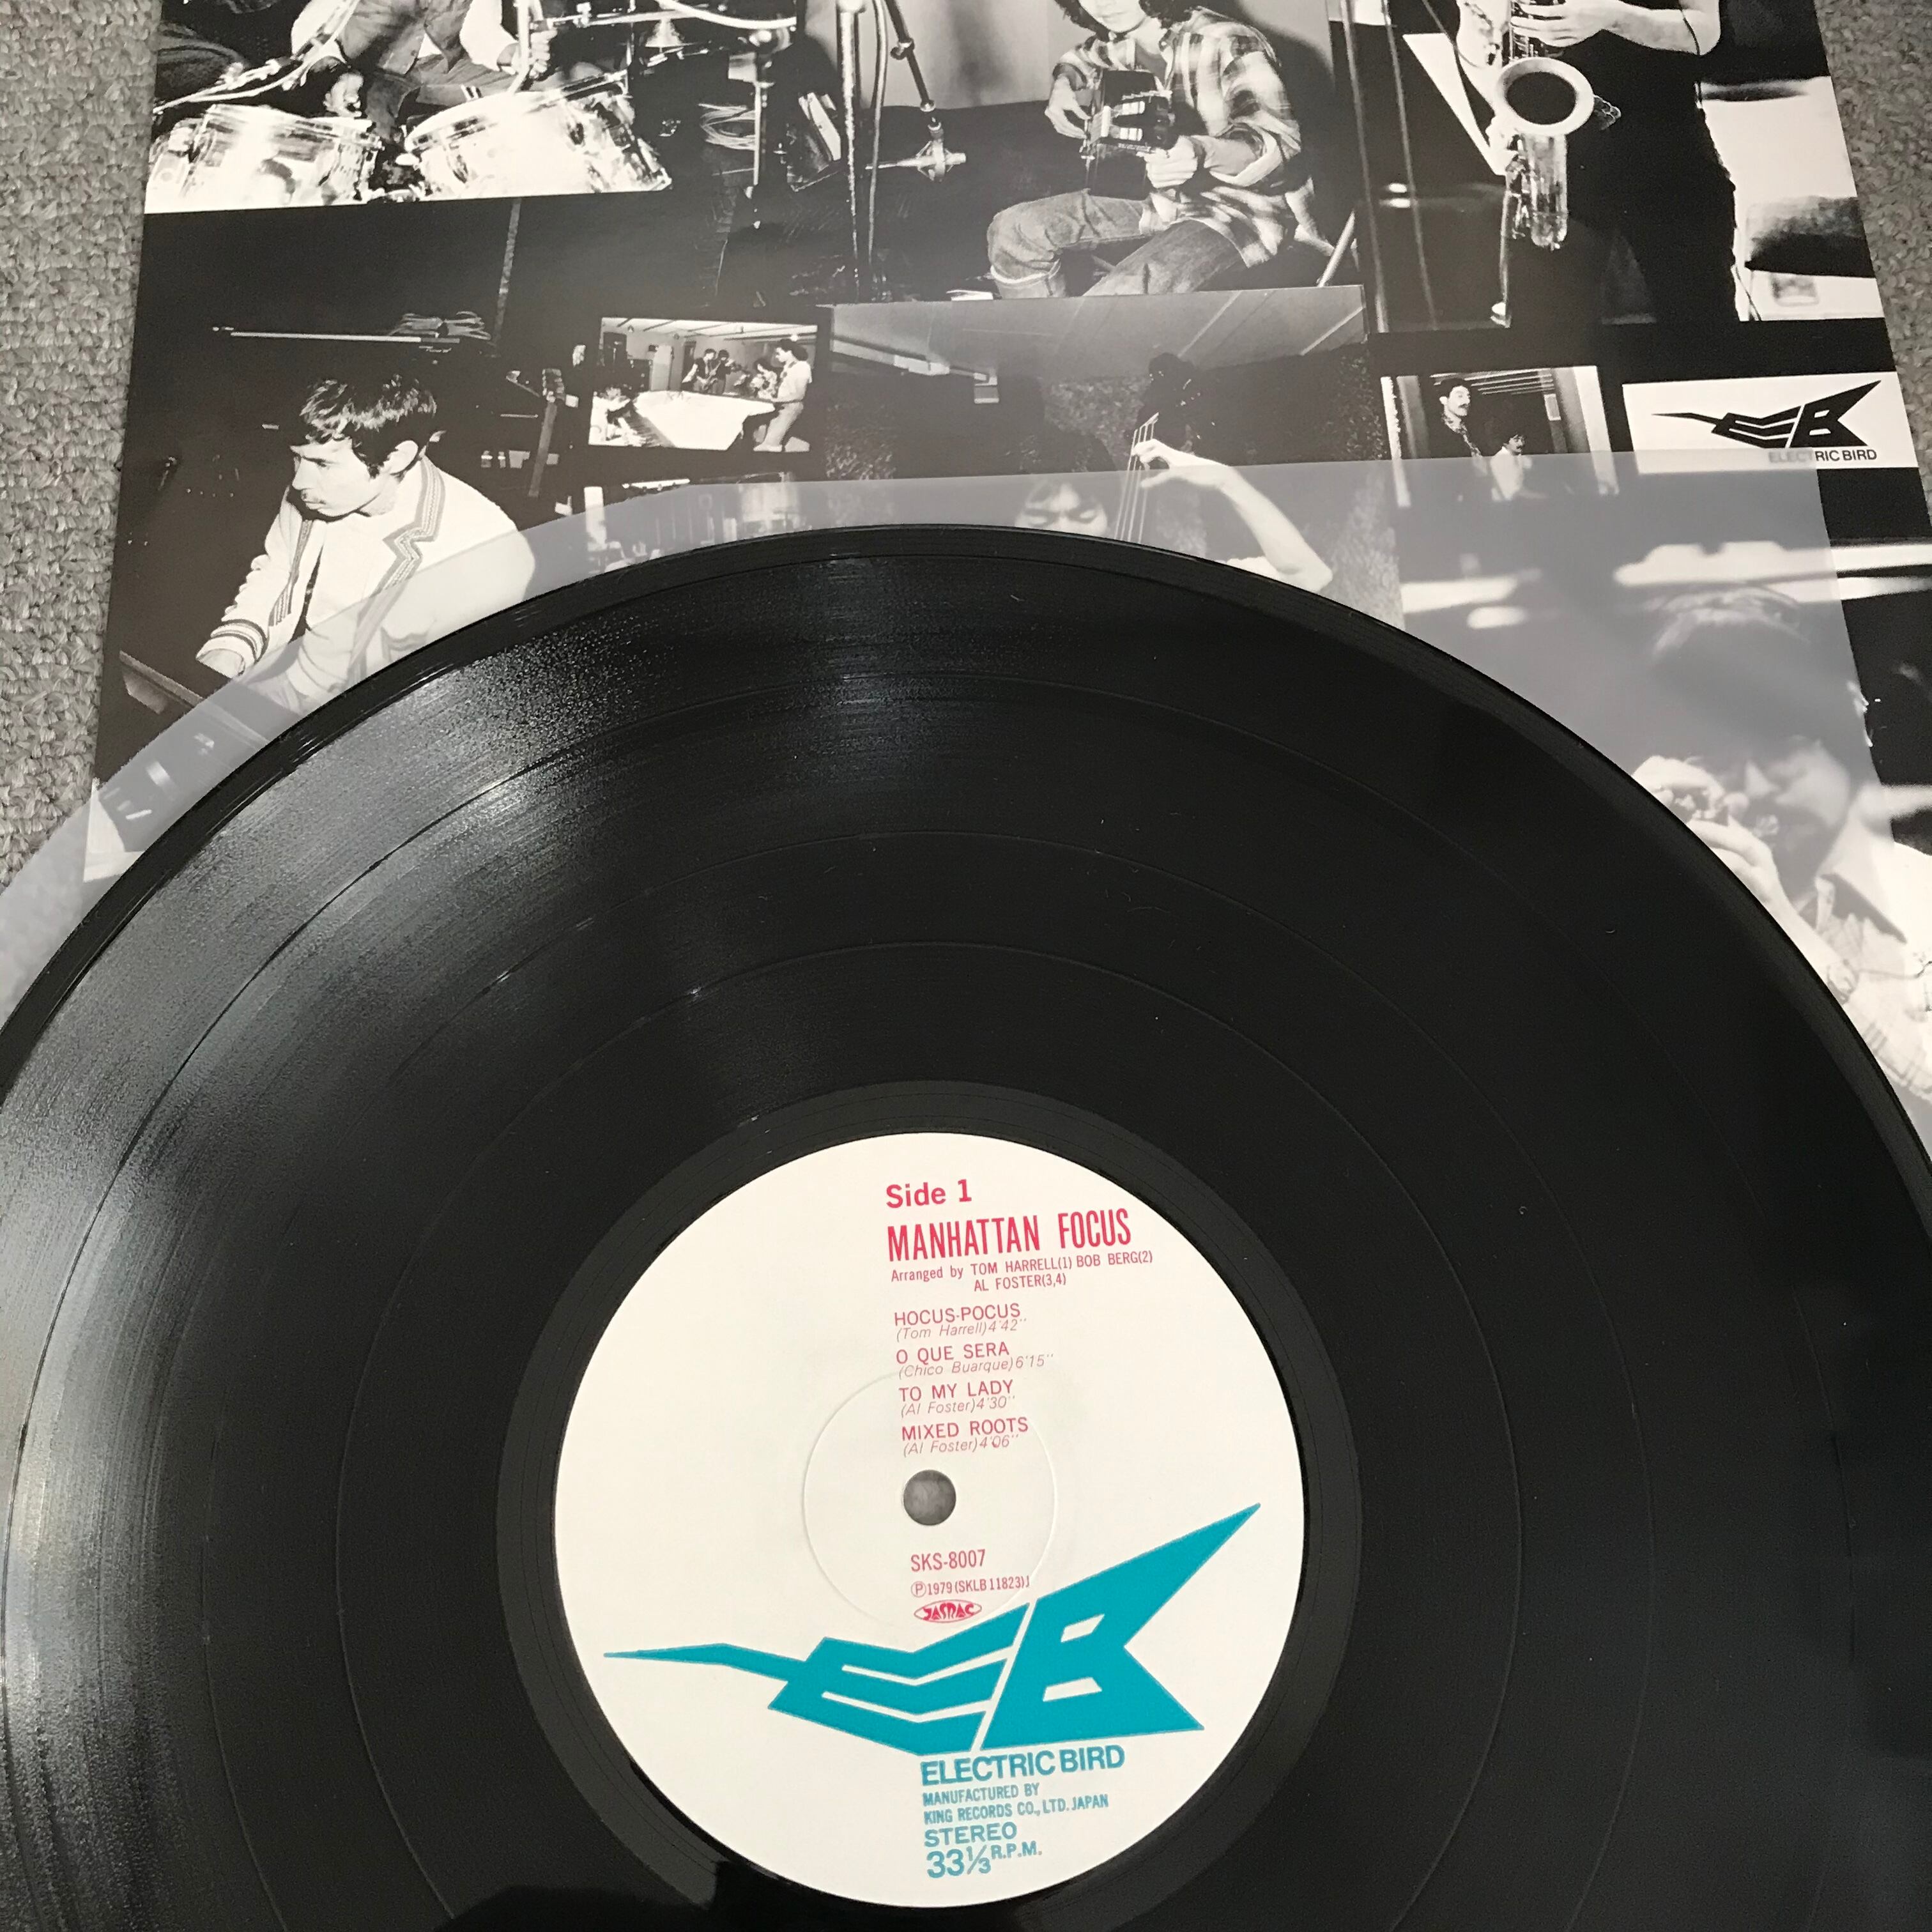 ELECTRIC BIRD
Side 1
MANHATTAN FOCUS
Arranged by TOM HARRELL(1) BOB BERG(2)
AL FOSTER(3,4)
HOCUS-POCUS
(Tom Harrell)4'42''
O QUE SERA
(Chico Buarque)6'15''
TO MY LADY
(Al Foster)4'30''
MIXED ROOTS
(Al Foster)4'06''
SKS-8007
Ⓟ1979(SKLB 11823)J
JASRAC
EB
ELECTRIC BIRD
MANUFACTURED BY
KING RECORDS CO., LTD. JAPAN
STEREO
33⅓ R.P.M.